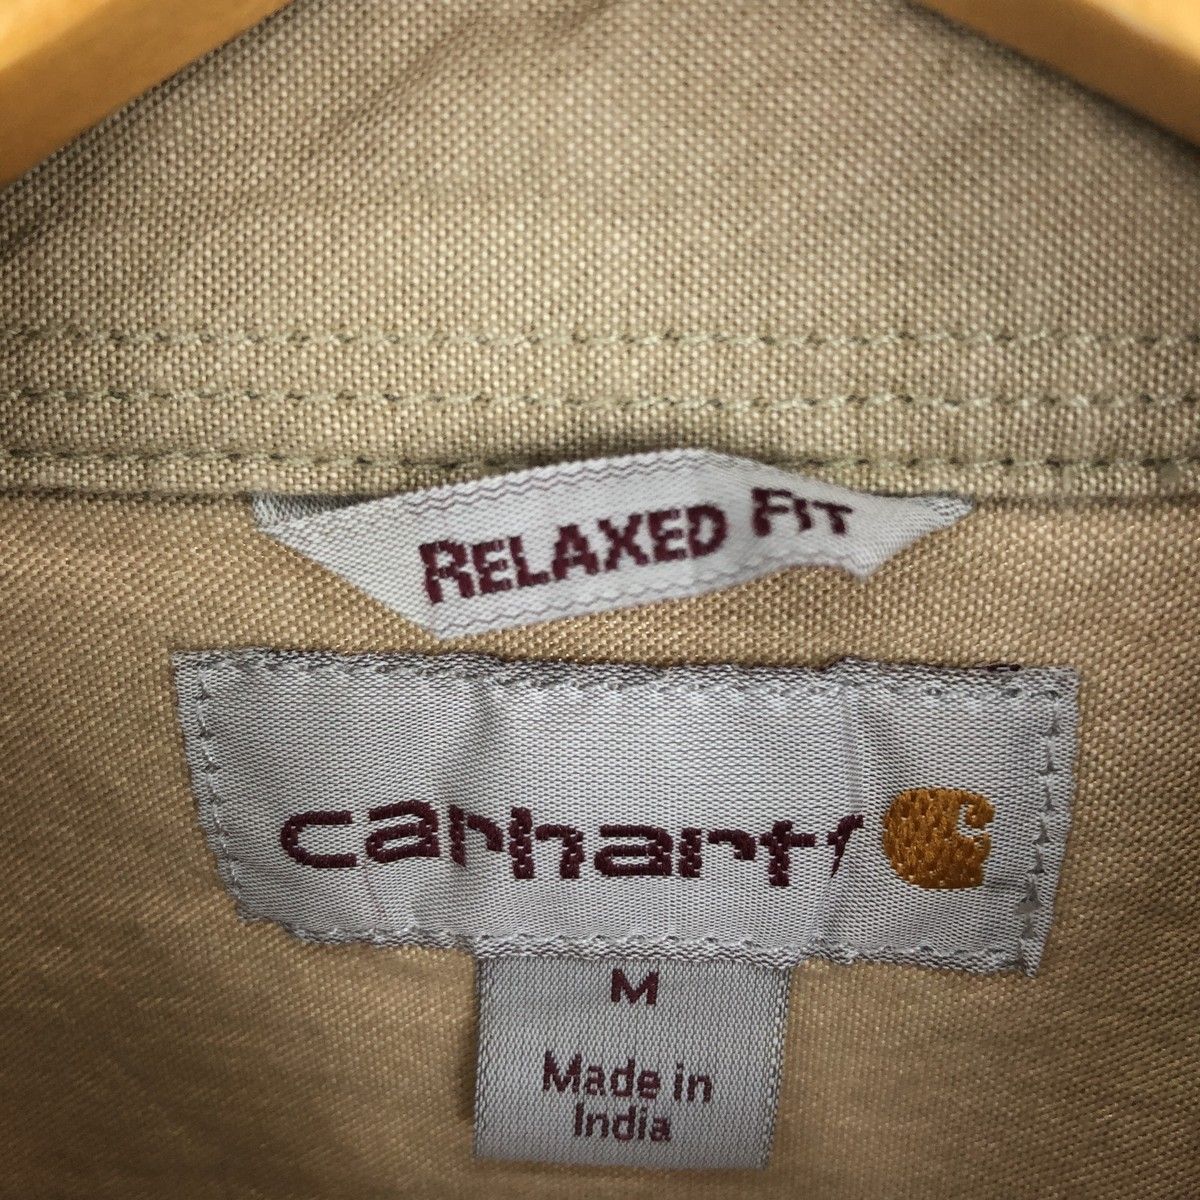 RELAXED FIT
carhartt
M
Made in
India